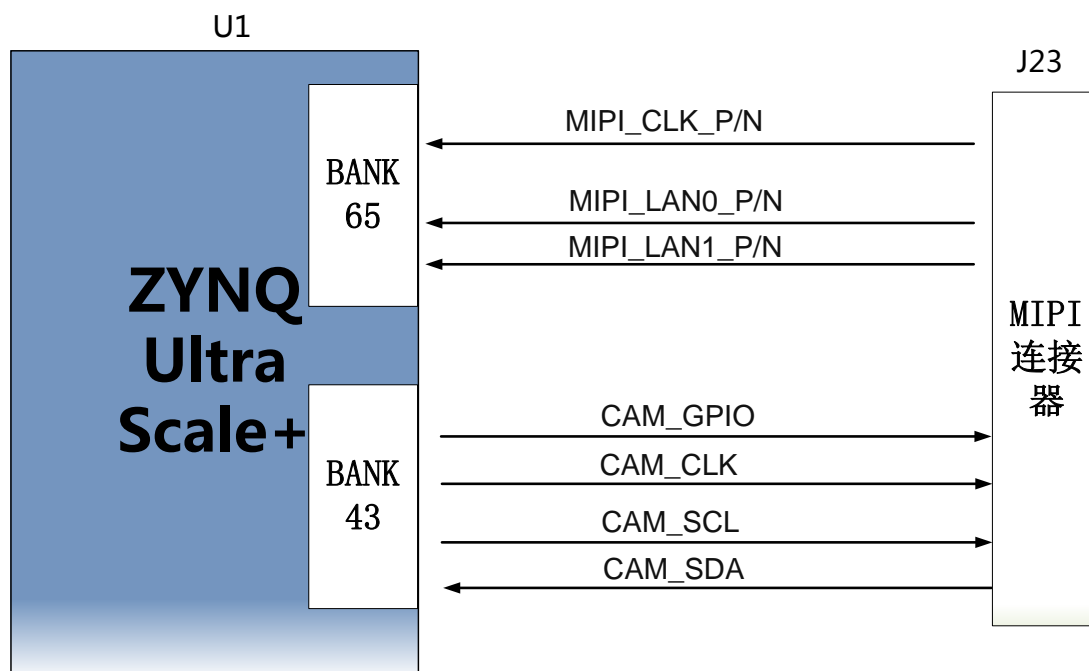 U1
J23
ZYNQ
Ultra
Scale+
BANK
65
BANK
43
MIPI_CLK_P/N
MIPI_LAN0_P/N
MIPI_LAN1_P/N
CAM_GPIO
CAM_CLK
CAM_SCL
CAM_SDA
MIPI
连接
器